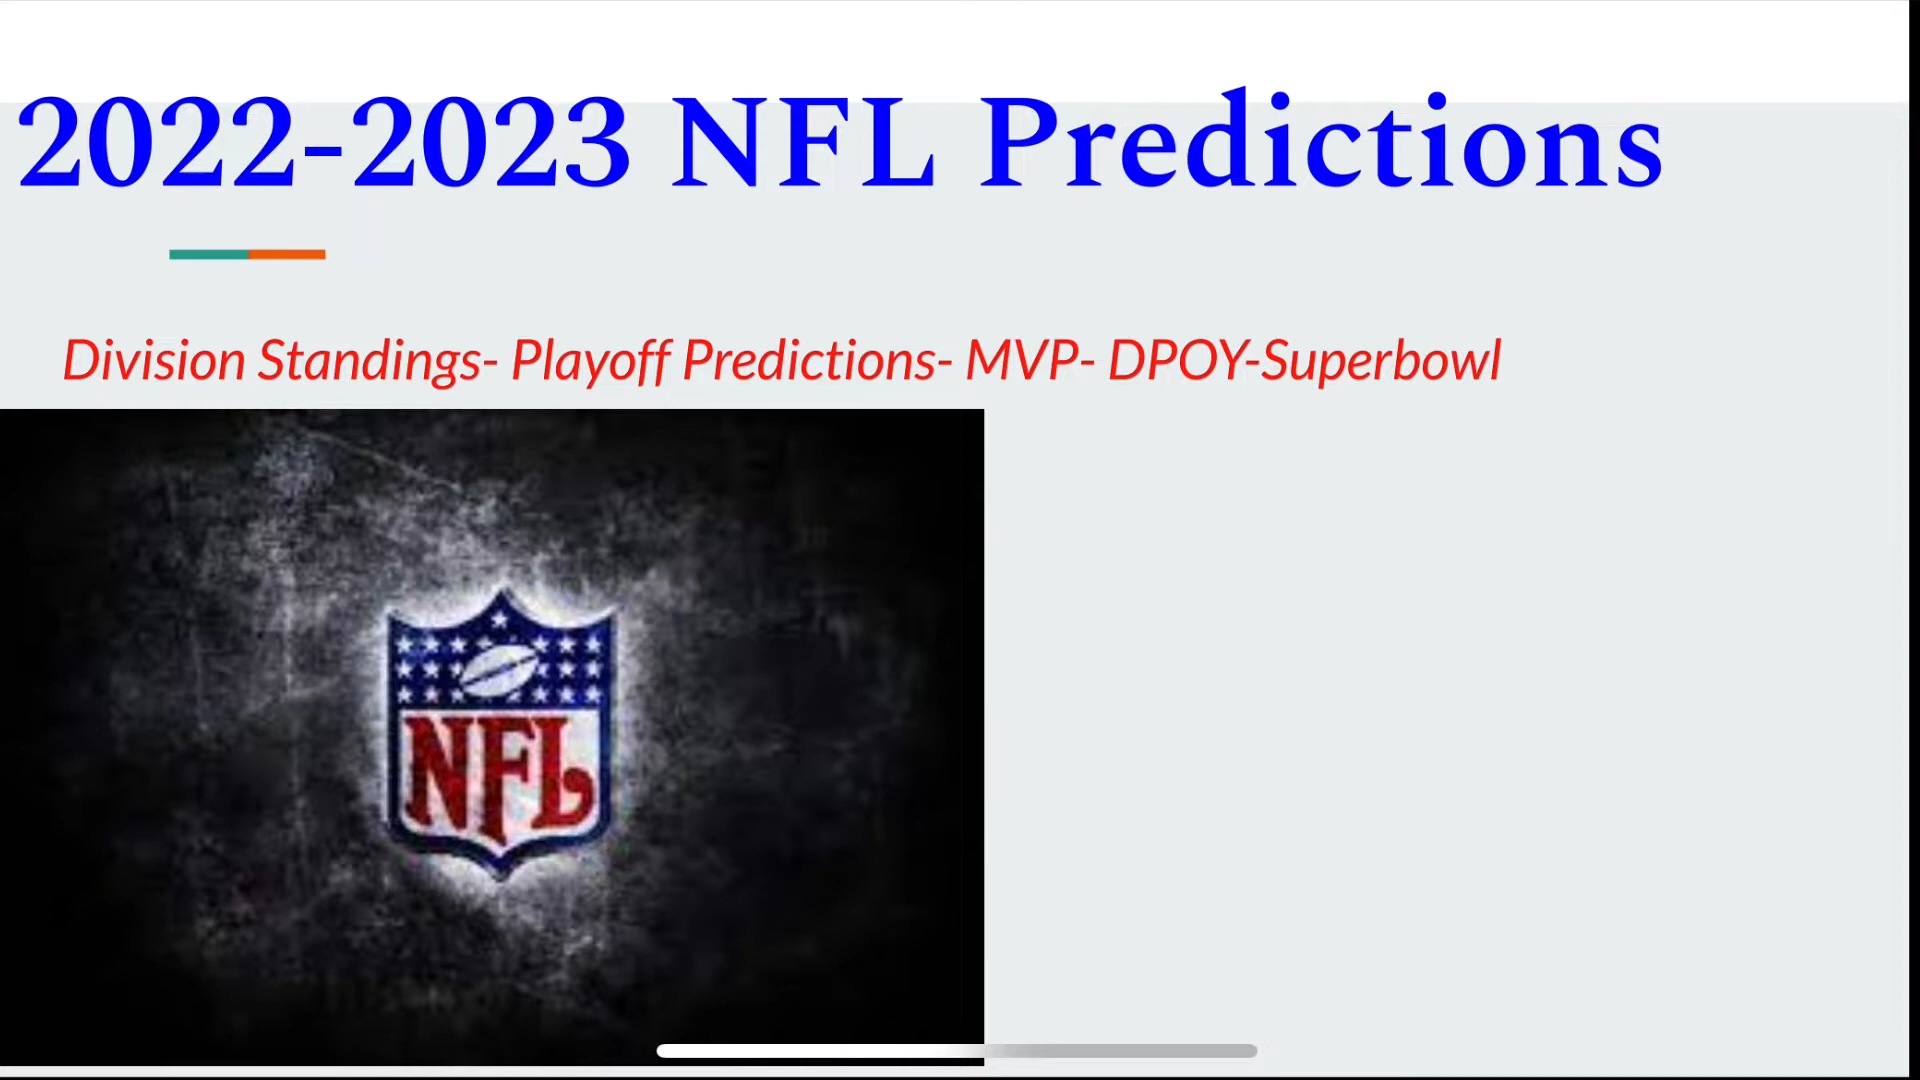 2022-2023 NFL Predictions
Division Standings- Playoff Predictions- MVP- DPOY-Superbowl
NFL